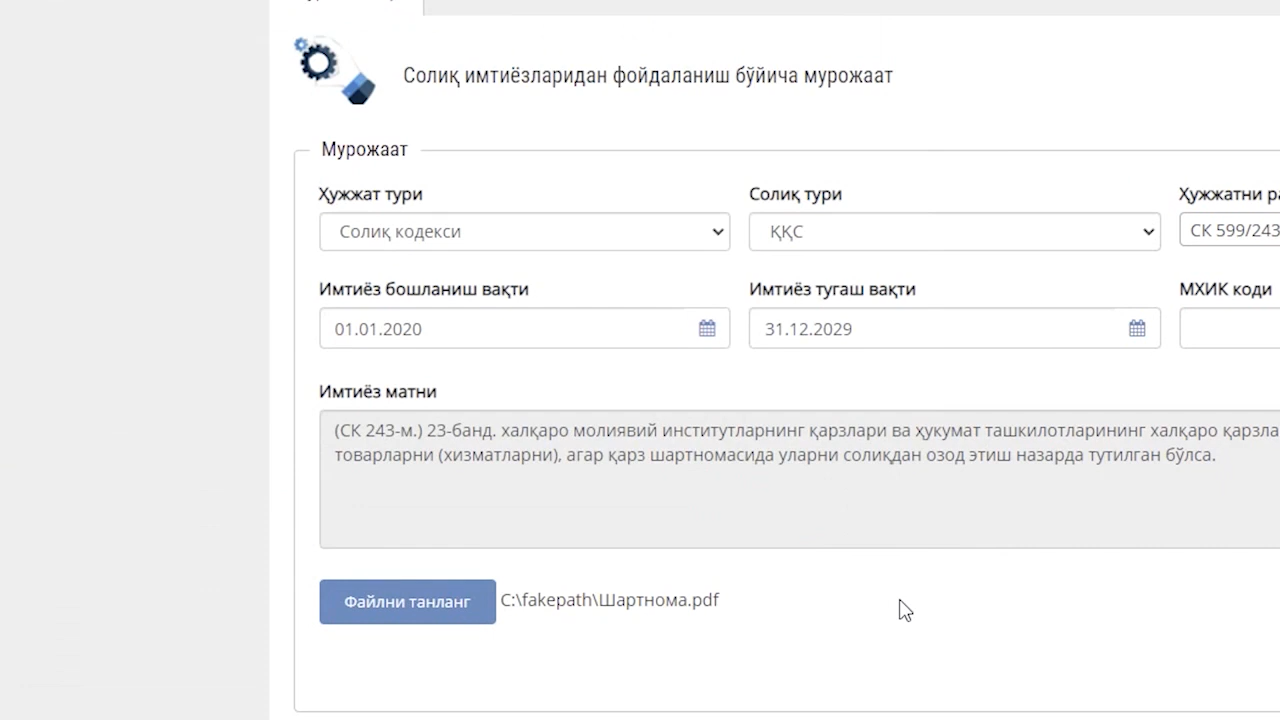 Солиқ имтиёзларидан фойдаланиш бўйича мурожаат
Мурожаат
Ҳужжат тури
Солиқ тури
Ҳужжатни
Солиқ кодекси
ҚҚС
СК 599/243
Имтиёз бошланиш вақти
Имтиёз тугаш вақти
МХИК коди
01.01.2020
31.12.2029
Имтиёз матни
(СК 243-м.) 23-банд. халқаро молиявий институтларнинг қарзлари ва ҳукумат ташкилотларининг халқаро
товарларни (хизматларни), агар қарз шартномасида уларни солиқдан озод этиш назарда тутилган бўлса.
Файлни танланг C:\fakepath\Шартнома.pdf